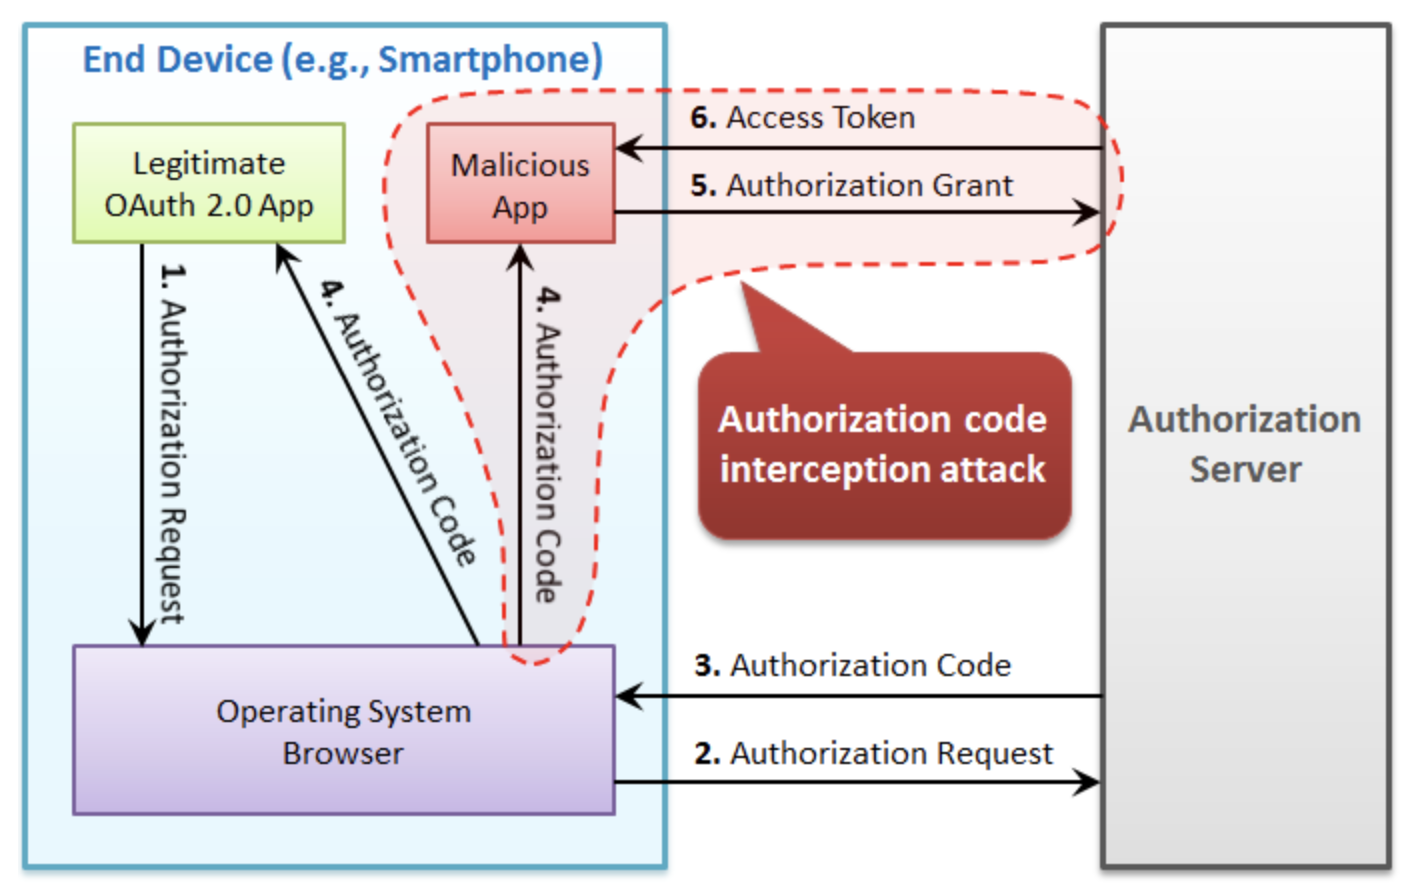 End Device (e.g., Smartphone)
Legitimate
OAuth 2.0 App
Malicious
App
6. Access Token
5. Authorization Grant
1. Authorization Request
4. Authorization Code
4. Authorization Code
Authorization code
interception attack
Authorization
Server
3. Authorization Code
2. Authorization Request
Operating System
Browser